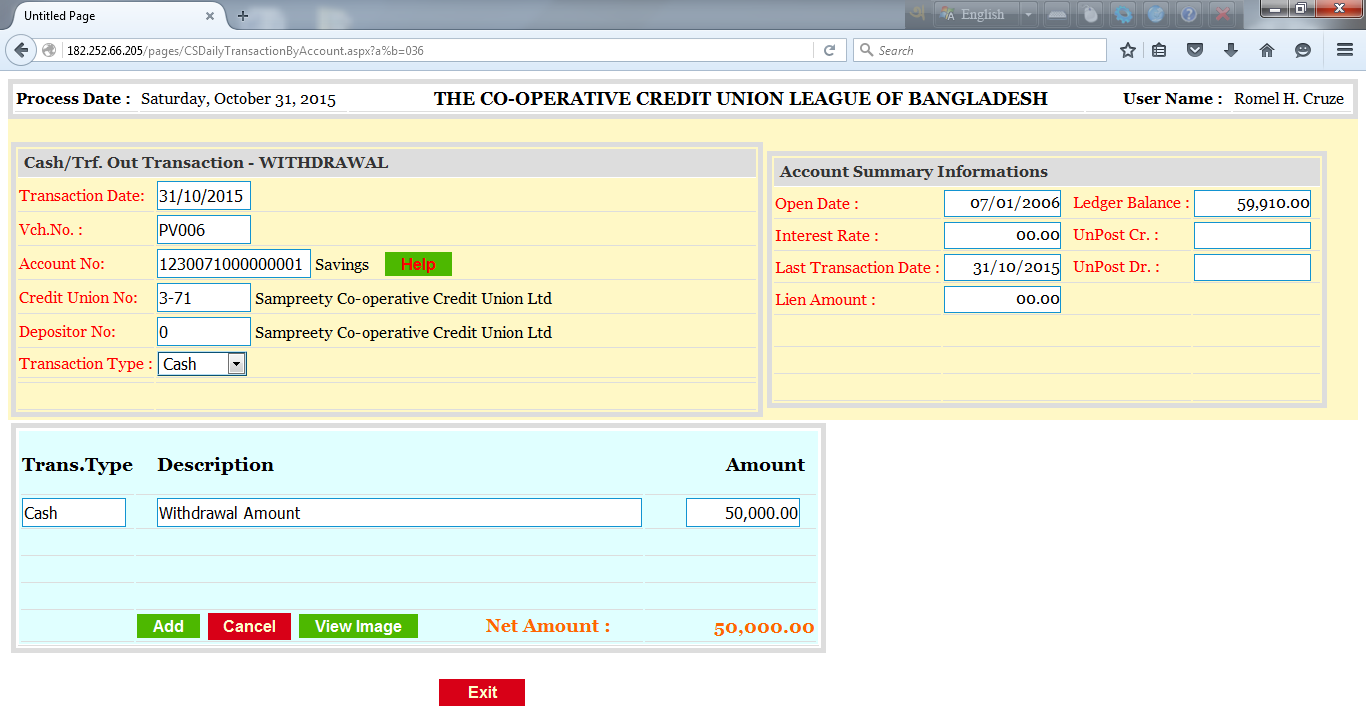 Untitled Page
English
182.252.66.205/pages/CSDailyTransactionByAccount.aspx?a%b=036
Search
Process Date : Saturday, October 31, 2015 THE CO-OPERATIVE CREDIT UNION LEAGUE OF BANGLADESH User Name : Romel H. Cruze
Cash/Trf. Out Transaction - WITHDRAWAL
Transaction Date: 31/10/2015
Vch.No. : PV006
Account No: 1230071000000001 Savings Help
Credit Union No: 3-71 Sampreety Co-operative Credit Union Ltd
Depositor No: 0 Sampreety Co-operative Credit Union Ltd
Transaction Type : Cash
Account Summary Informations
Open Date : 07/01/2006 Ledger Balance : 59,910.00
Interest Rate : 00.00 UnPost Cr. :
Last Transaction Date : 31/10/2015 UnPost Dr. :
Lien Amount : 00.00
Trans.Type Description Amount
Cash Withdrawal Amount 50,000.00
Add Cancel View Image Net Amount : 50,000.00
Exit